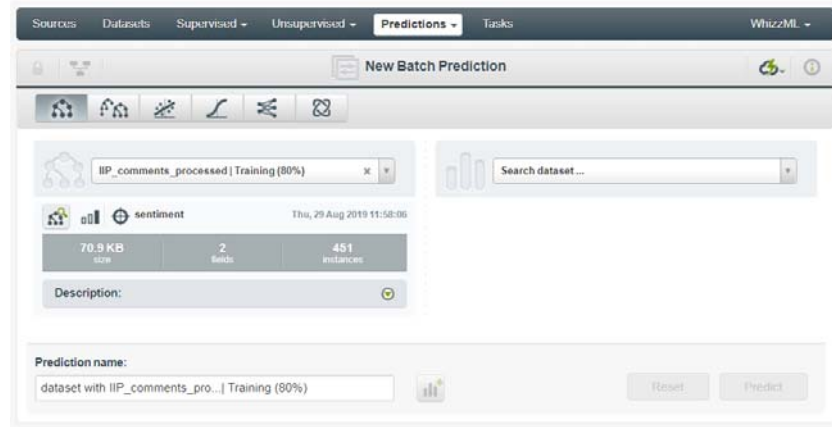 Sources Datasets Supervised Unsupervised Predictions Tasks WhizzML
New Batch Prediction
IIP_comments_processed | Training (80%) x
Search dataset ...
sentiment Thu, 29 Aug 2019 11:58:06
70.9 KB 2 451
size fields instances
Description:
Prediction name:
dataset with IIP_comments_pro...| Training (80%)
Reset Predict